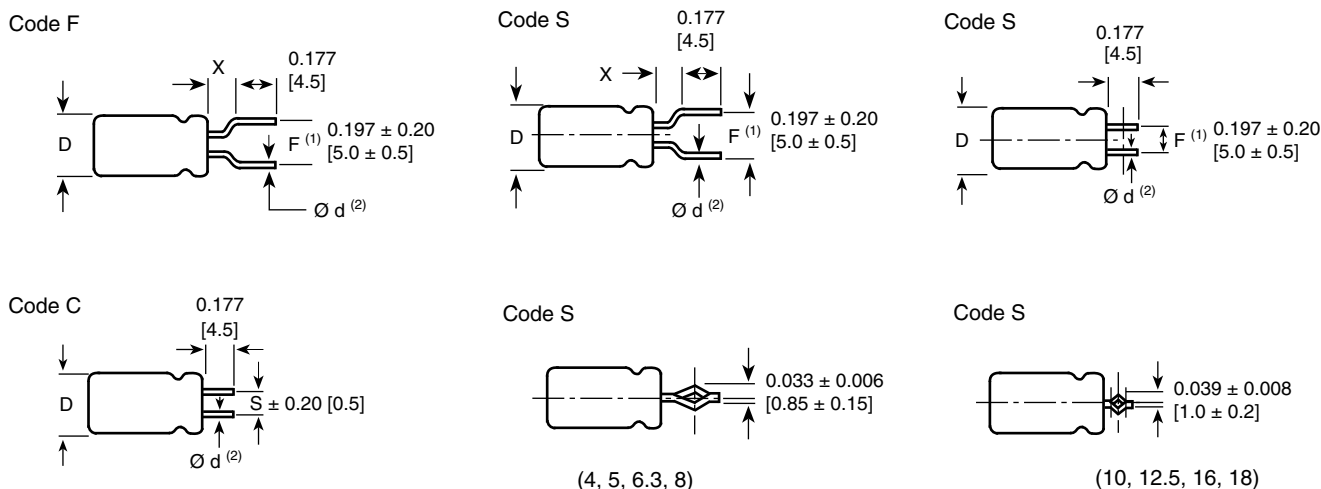 Code F
X
0.177
[4.5]
D
F (1)
0.197 ± 0.20
[5.0 ± 0.5]
Ø d (2)
Code S
0.177
[4.5]
X
D
F (1)
0.197 ± 0.20
[5.0 ± 0.5]
Ø d (2)
Code S
0.177
[4.5]
D
F (1)
0.197 ± 0.20
[5.0 ± 0.5]
Ø d (2)
Code C
0.177
[4.5]
D
S ± 0.20 [0.5]
Ø d (2)
Code S
0.033 ± 0.006
[0.85 ± 0.15]
(4, 5, 6.3, 8)
Code S
0.039 ± 0.008
[1.0 ± 0.2]
(10, 12.5, 16, 18)